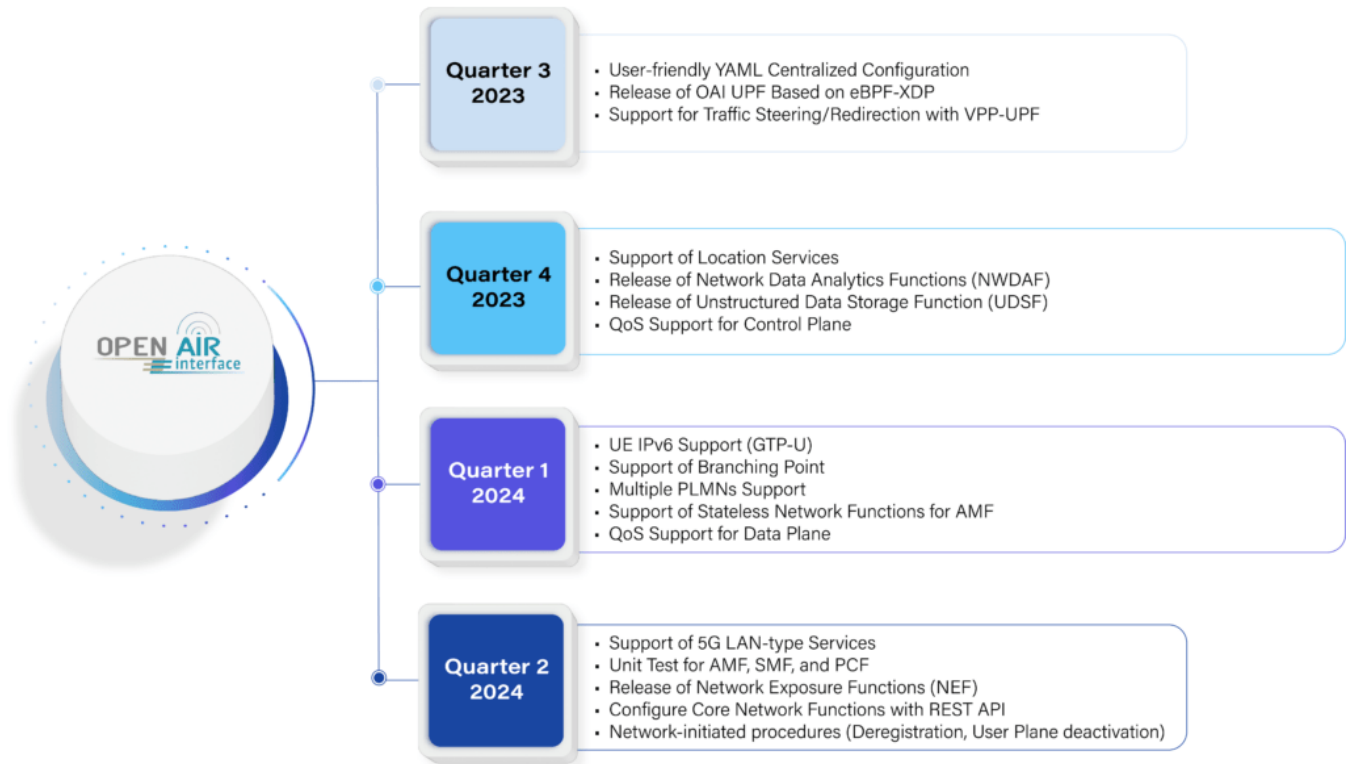 OPEN AIR
interface
Quarter 3
2023
• User-friendly YAML Centralized Configuration
• Release of OAI UPF Based on eBPF-XDP
• Support for Traffic Steering/Redirection with VPP-UPF
Quarter 4
2023
• Support of Location Services
• Release of Network Data Analytics Functions (NWDAF)
• Release of Unstructured Data Storage Function (UDSF)
• QoS Support for Control Plane
Quarter 1
2024
• UE IPv6 Support (GTP-U)
• Support of Branching Point
• Multiple PLMNs Support
• Support of Stateless Network Functions for AMF
• QoS Support for Data Plane
Quarter 2
2024
• Support of 5G LAN-type Services
• Unit Test for AMF, SMF, and PCF
• Release of Network Exposure Functions (NEF)
• Configure Core Network Functions with REST API
• Network-initiated procedures (Deregistration, User Plane deactivation)